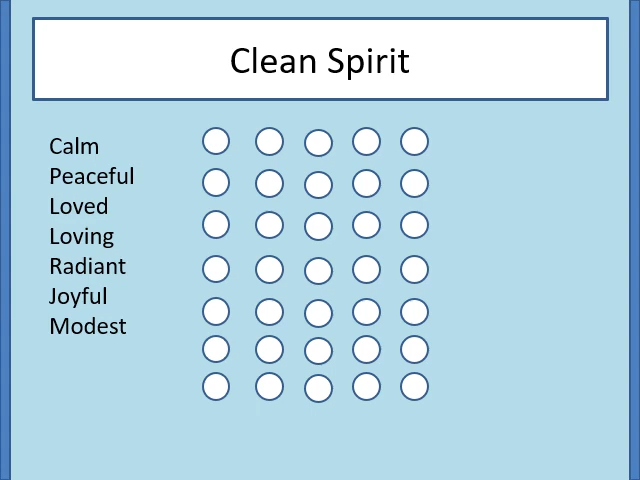 Clean Spirit
Calm
Peaceful
Loved
Loving
Radiant
Joyful
Modest